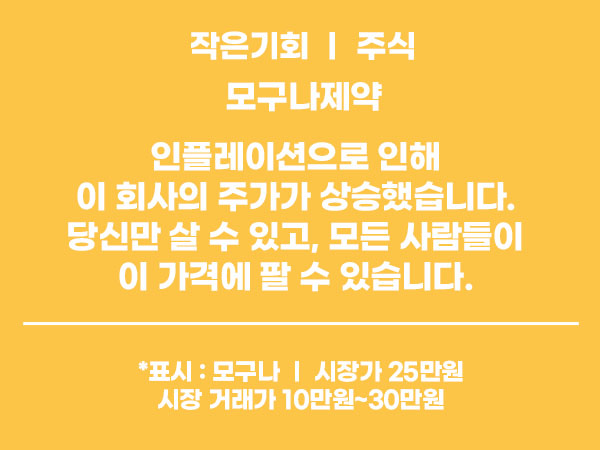 작은기회 ㅣ 주식
모구나제약
인플레이션으로 인해
이 회사의 주가가 상승했습니다.
당신만 살 수 있고, 모든 사람들이
이 가격에 팔 수 있습니다.
*표시 : 모구나 ㅣ 시장가 25만원
시장 거래가 10만원~30만원